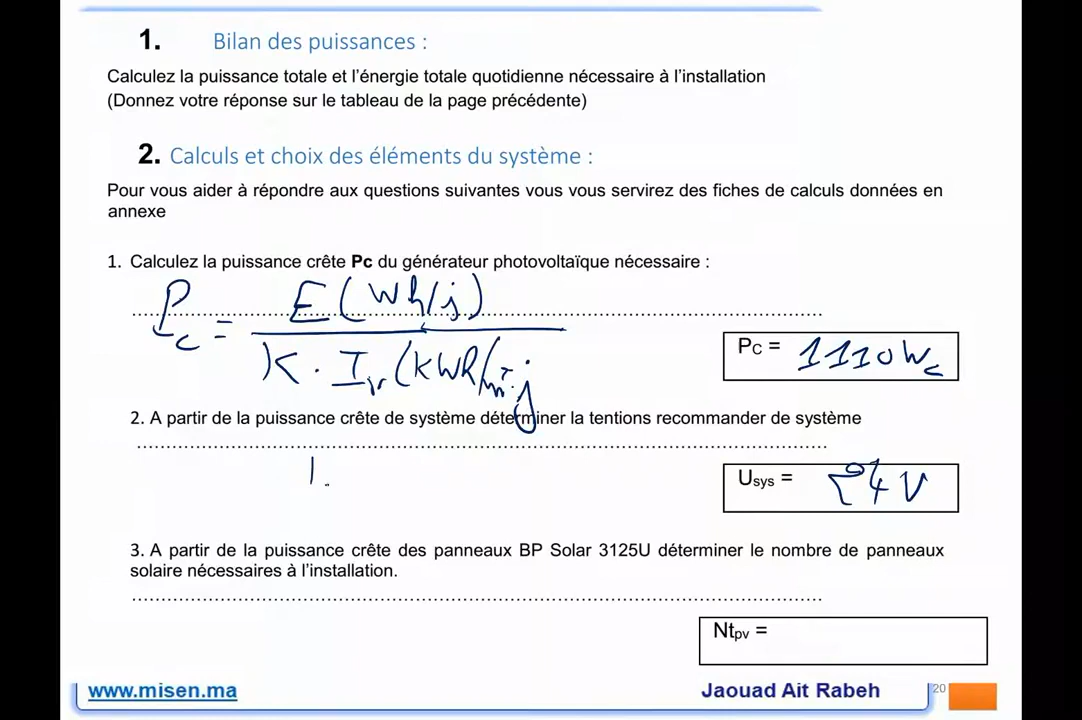 1. Bilan des puissances :
Calculez la puissance totale et l'énergie totale quotidienne nécessaire à l'installation
(Donnez votre réponse sur le tableau de la page précédente)
2. Calculs et choix des éléments du système :
Pour vous aider à répondre aux questions suivantes vous vous servirez des fiches de calculs données en
annexe
1. Calculez la puissance crête Pc du générateur photovoltaïque nécessaire :
Pc = E (Wh/j)
K . Ir (KWh/m².j
PC = 1110 Wc
2. A partir de la puissance crête de système déterminer la tentions recommander de système
Usys = 24 V
3. A partir de la puissance crête des panneaux BP Solar 3125U déterminer le nombre de panneaux
solaire nécessaires à l'installation.
Ntpv =
www.misen.ma
Jaouad Ait Rabeh
20